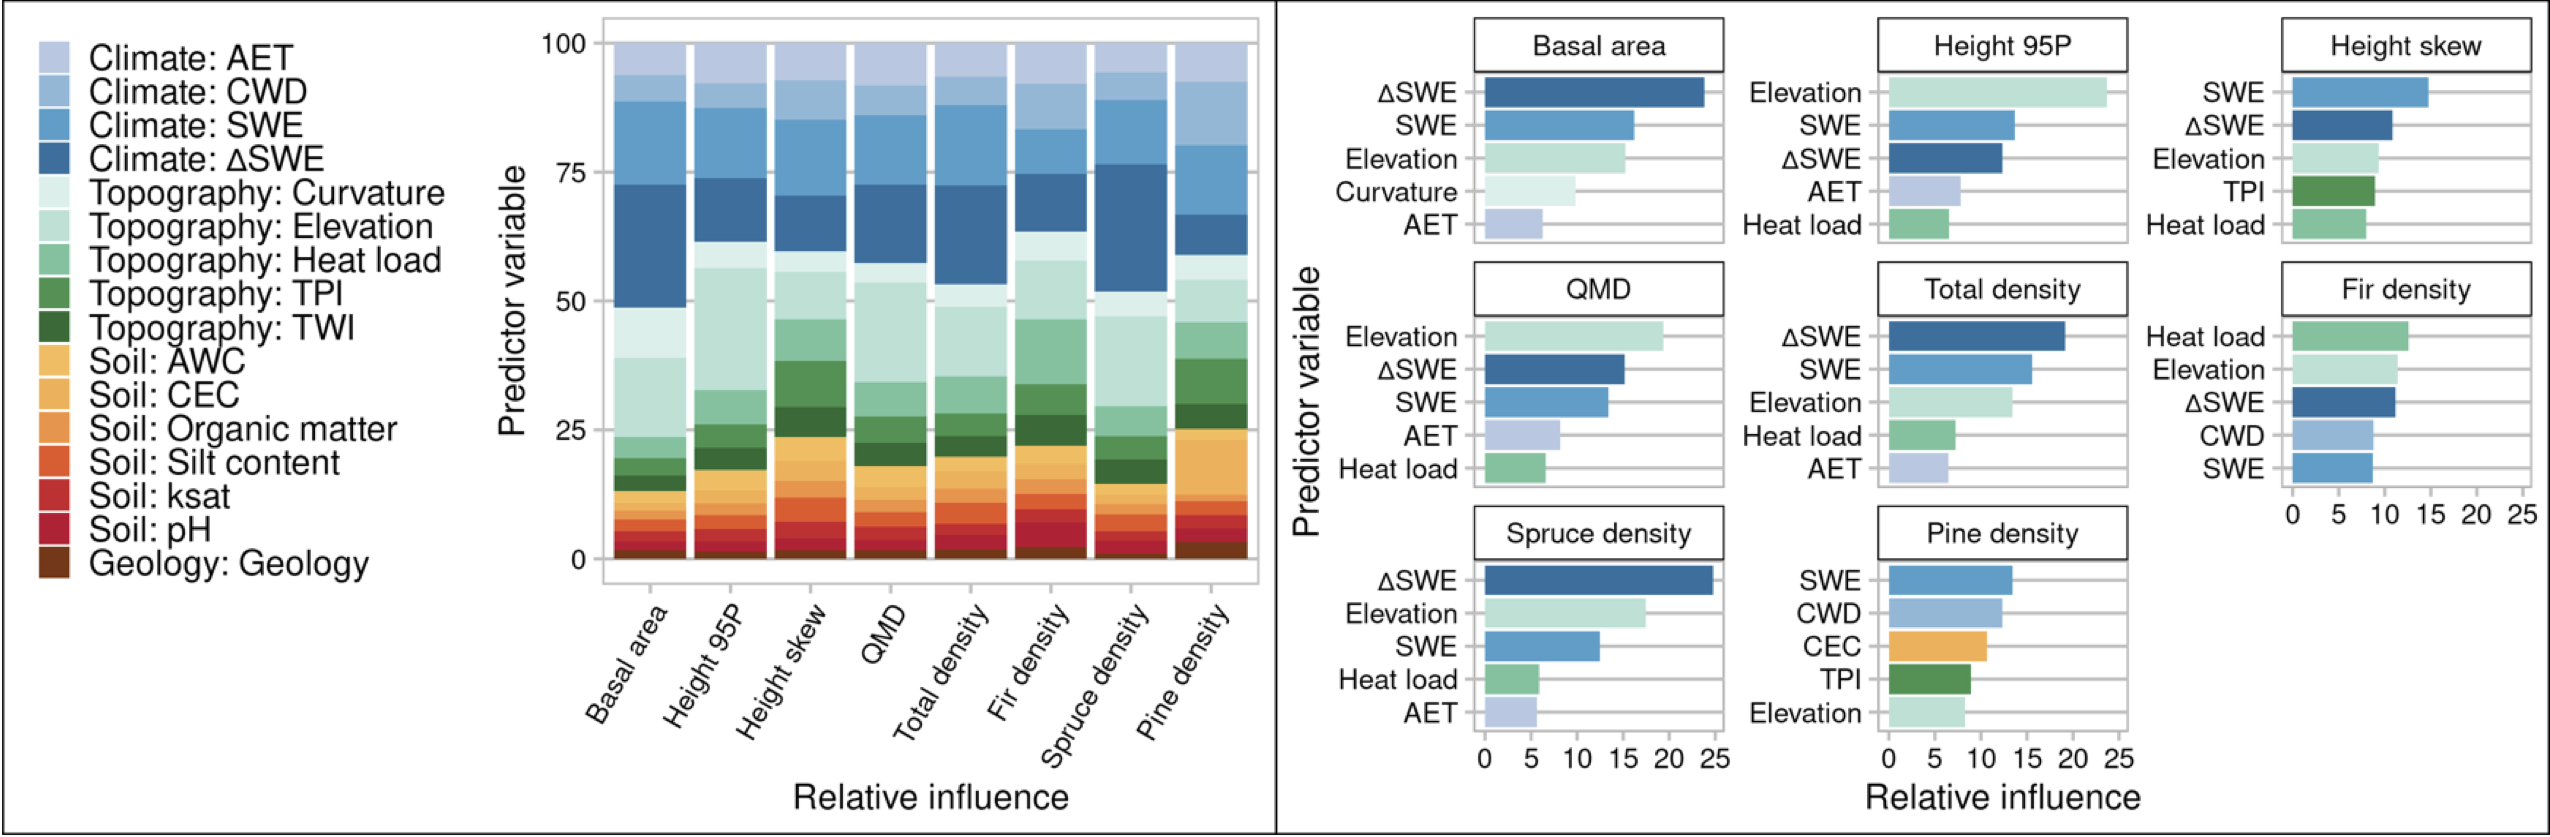 Climate: AET
Climate: CWD
Climate: SWE
Climate: ΔSWE
Topography: Curvature
Topography: Elevation
Topography: Heat load
Topography: TPI
Topography: TWI
Soil: AWC
Soil: CEC
Soil: Organic matter
Soil: Silt content
Soil: ksat
Soil: pH
Geology: Geology
Predictor variable
100
75
50
25
0
Basal area
Height 95P
Height skew
QMD
Total density
Fir density
Spruce density
Pine density
Relative influence
Predictor variable
Basal area
ΔSWE
SWE
Elevation
Curvature
AET
Height 95P
Elevation
SWE
ΔSWE
AET
Heat load
Height skew
SWE
ΔSWE
Elevation
TPI
Heat load
QMD
Elevation
ΔSWE
SWE
AET
Heat load
Total density
ΔSWE
SWE
Elevation
Heat load
AET
Fir density
Heat load
Elevation
ΔSWE
CWD
SWE
0 5 10 15 20 25
Spruce density
ΔSWE
Elevation
SWE
Heat load
AET
0 5 10 15 20 25
Pine density
SWE
CWD
CEC
TPI
Elevation
0 5 10 15 20 25
Relative influence